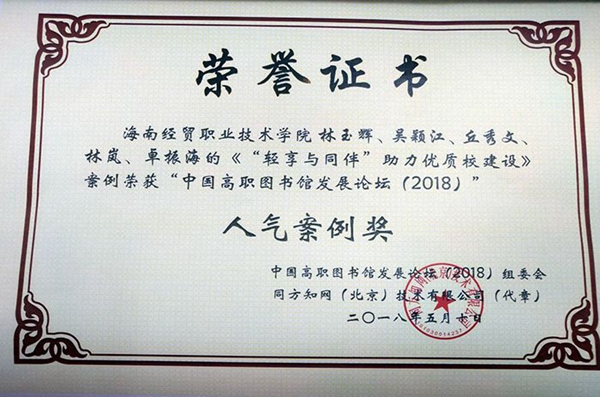 荣誉证书
海南经贸职业技术学院 林玉辉、吴颖江、丘秀文、
林岚、卓振海的《“轻享与同伴”助力优质校建设》
案例荣获“中国高职图书馆发展论坛(2018)”
人气案例奖
中国高职图书馆发展论坛(2018)组委会
同方知网(北京)技术有限公司(代章)
二〇一八年五月十日